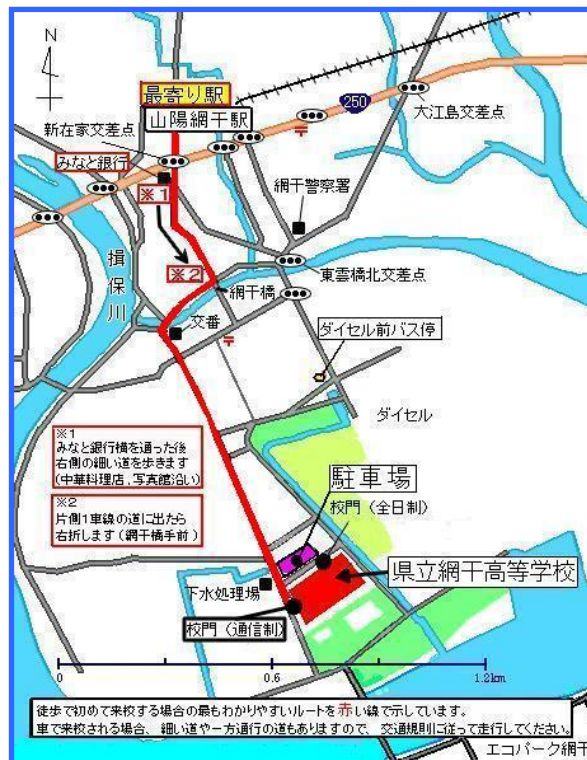 N
最寄り駅
山陽網干駅
250
大江島交差点
新在家交差点
〒
みなと銀行
※1
網干警察署
※2
東雲橋北交差点
揖保川
網干橋
交番
〒
ダイセル前バス停
ダイセル
※1
みなと銀行横を通った後
右側の細い道を歩きます
(中華料理店,写真館沿い)
※2
片側1車線の道に出たら
右折します(網干橋手前)
駐車場
校門(全日制)
県立網干高等学校
下水処理場
校門(通信制)
0 0.6 1.2km
徒歩で初めて来校する場合の最もわかりやすいルートを赤い線で示しています。
車で来校される場合、細い道や一方通行の道もありますので、交通規則に従って走行してください。
エコパーク網干